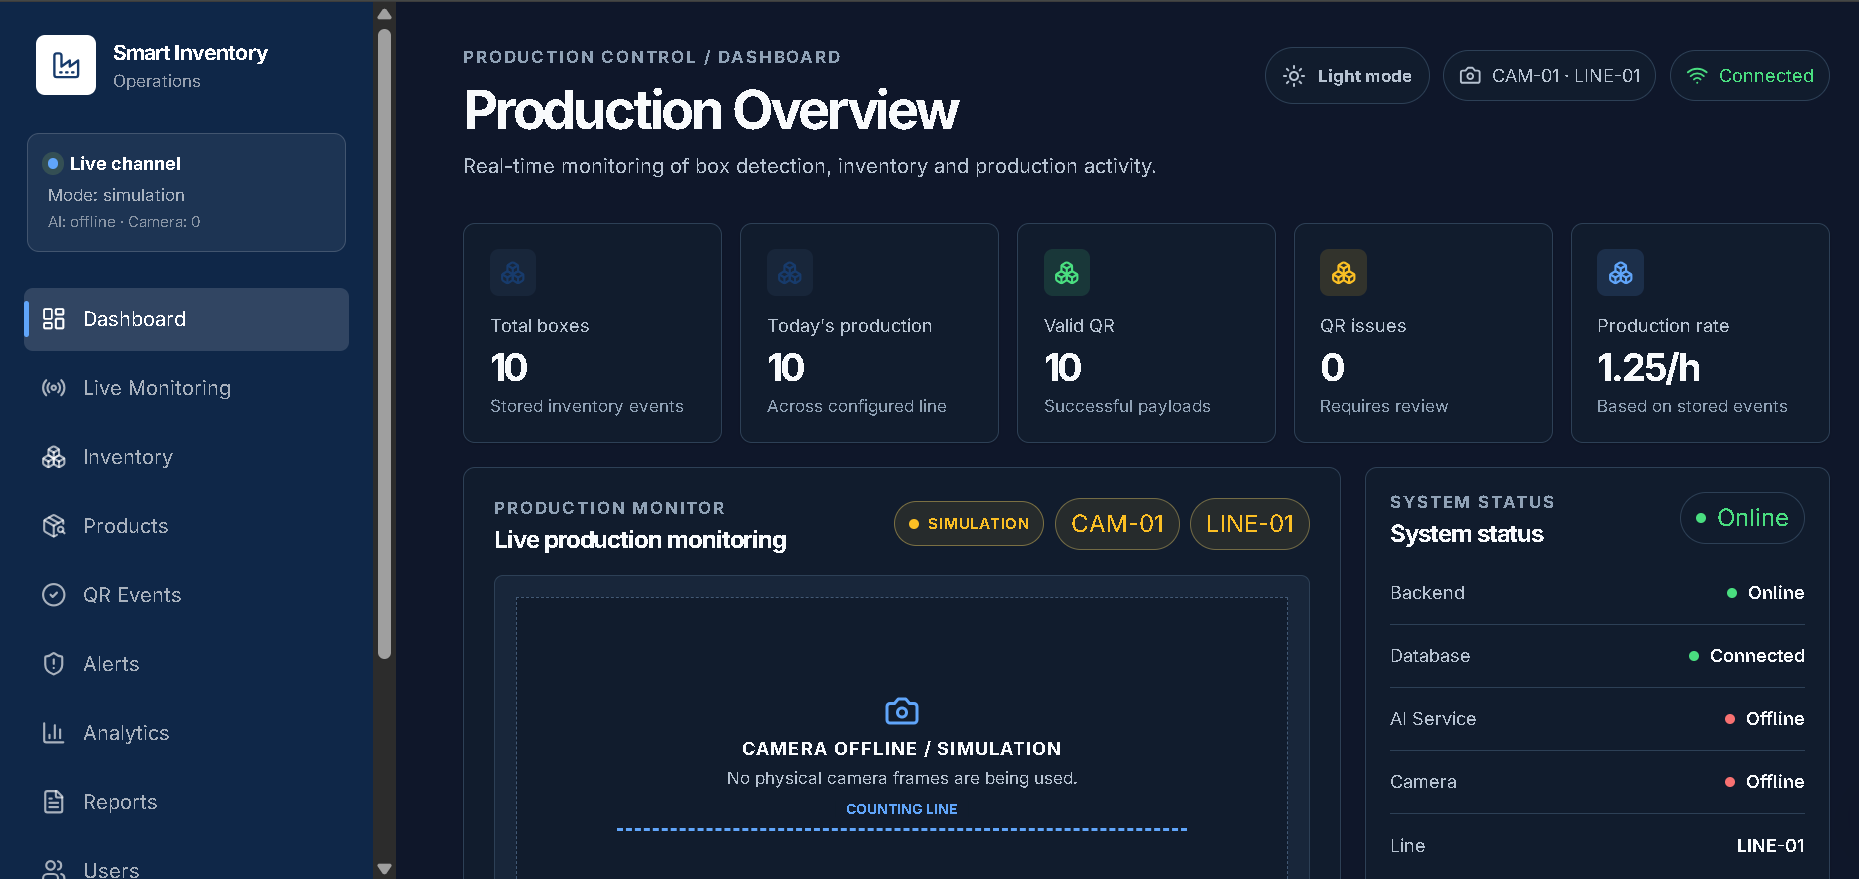 Smart Inventory
Operations
Live channel
Mode: simulation
AI: offline · Camera: 0
Dashboard
Live Monitoring
Inventory
Products
QR Events
Alerts
Analytics
Reports
Users
PRODUCTION CONTROL / DASHBOARD
Production Overview
Real-time monitoring of box detection, inventory and production activity.
Light mode
CAM-01 · LINE-01
Connected
Total boxes
10
Stored inventory events
Today's production
10
Across configured line
Valid QR
10
Successful payloads
QR issues
0
Requires review
Production rate
1.25/h
Based on stored events
PRODUCTION MONITOR
Live production monitoring
SIMULATION
CAM-01
LINE-01
CAMERA OFFLINE / SIMULATION
No physical camera frames are being used.
COUNTING LINE
SYSTEM STATUS
System status
Online
Backend Online
Database Connected
AI Service Offline
Camera Offline
Line LINE-01